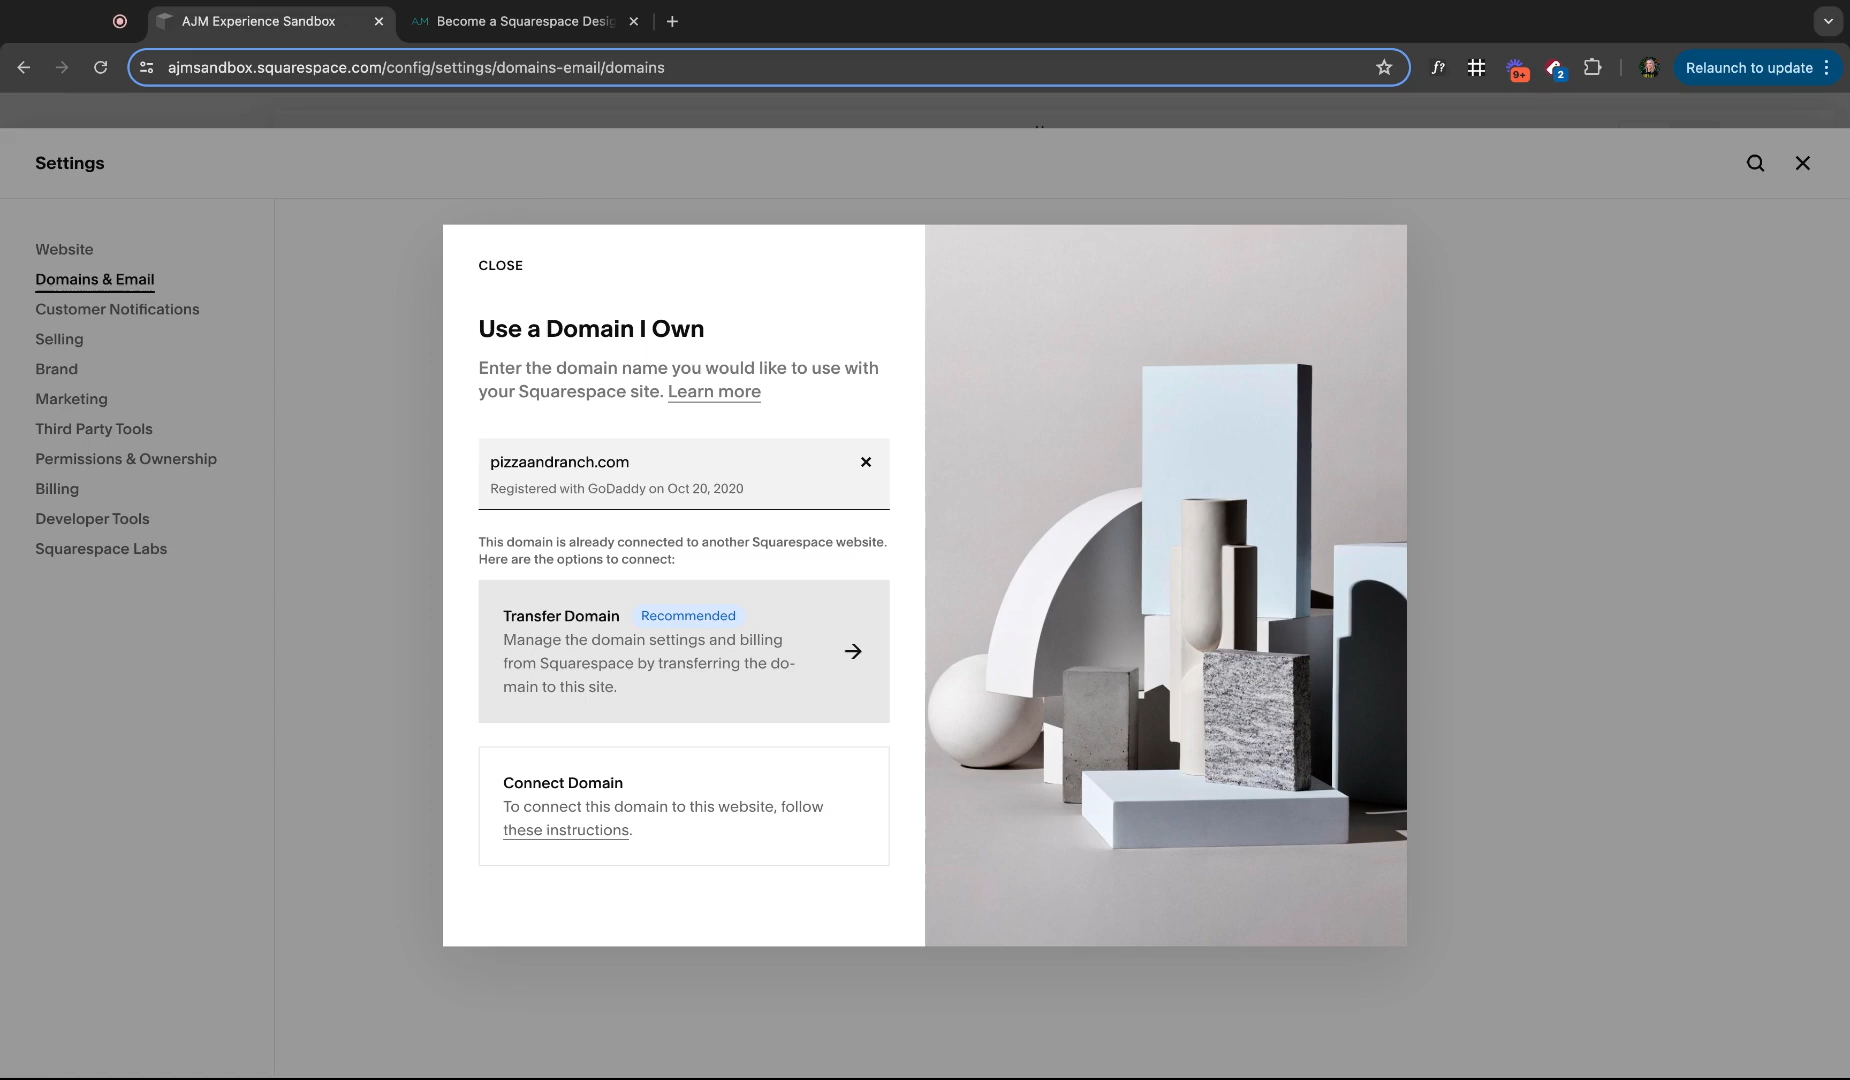 AJM Experience Sandbox
AJM Become a Squarespace Desig
ajmsandbox.squarespace.com/config/settings/domains-email/domains
f?
9+
2
Relaunch to update
Settings
Website
Domains & Email
Customer Notifications
Selling
Brand
Marketing
Third Party Tools
Permissions & Ownership
Billing
Developer Tools
Squarespace Labs
CLOSE
Use a Domain I Own
Enter the domain name you would like to use with
your Squarespace site. Learn more
pizzaandranch.com
Registered with GoDaddy on Oct 20, 2020
This domain is already connected to another Squarespace website.
Here are the options to connect:
Transfer Domain Recommended
Manage the domain settings and billing
from Squarespace by transferring the do-
main to this site.
Connect Domain
To connect this domain to this website, follow
these instructions.